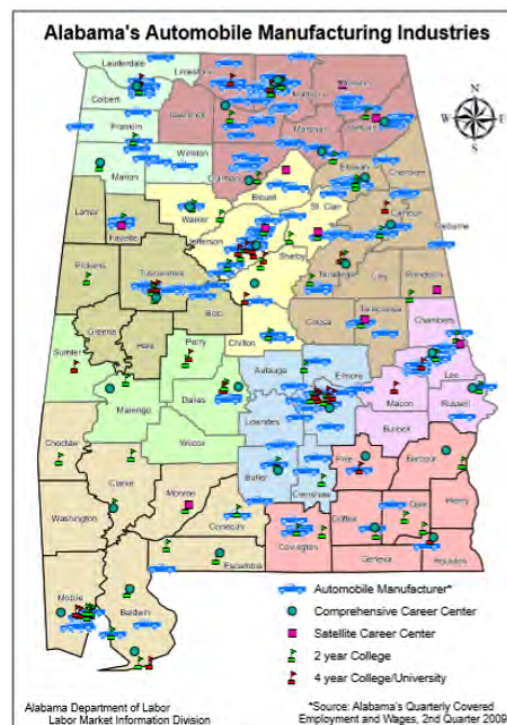 Alabama's Automobile Manufacturing Industries
Lauderdale
Limestone
Colbert
Madison
Lawrence
Franklin
Marshall
Winston
Cullman
Etowah
Cherokee
Marion
Blount
Lamar
Fayette
Walker
Jefferson
St. Clair
Calhoun
Cleburne
Pickens
Tuscaloosa
Shelby
Talladega
Clay
Randolph
Bibb
Greene
Hale
Perry
Chilton
Coosa
Tallapoosa
Chambers
Sumter
Autauga
Elmore
Lee
Marengo
Dallas
Lowndes
Macon
Russell
Choctaw
Wilcox
Bullock
Clarke
Butler
Crenshaw
Pike
Barbour
Washington
Monroe
Conecuh
Covington
Coffee
Dale
Henry
Escambia
Geneva
Houston
Mobile
Baldwin
N
W
E
S
Automobile Manufacturer*
Comprehensive Career Center
Satellite Career Center
2 year College
4 year College/University
Alabama Department of Labor
Labor Market Information Division
*Source: Alabama's Quarterly Covered
Employment and Wages, 2nd Quarter 2009